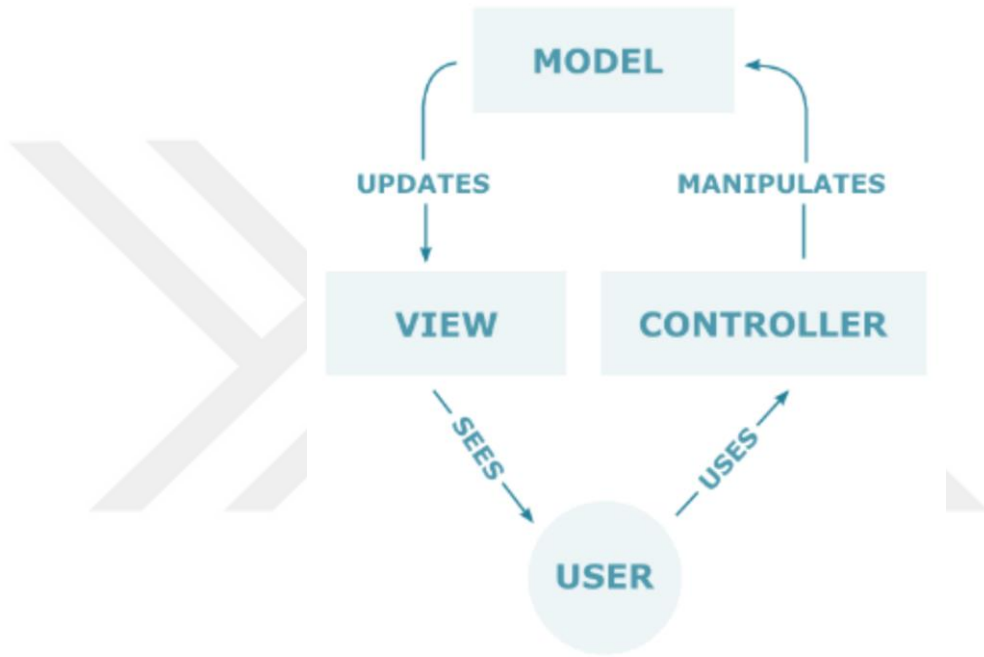 MODEL
UPDATES
MANIPULATES
VIEW
CONTROLLER
SEES
USES
USER